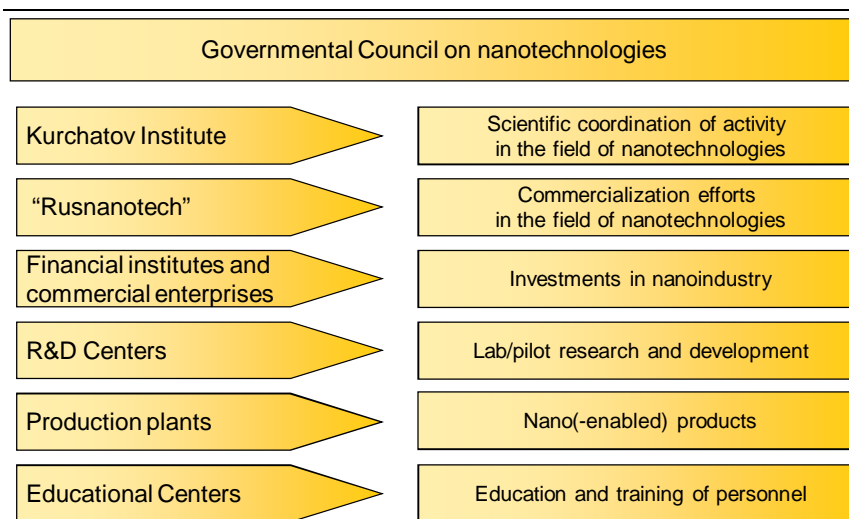 Governmental Council on nanotechnologies
Kurchatov Institute
Scientific coordination of activity
in the field of nanotechnologies
“Rusnanotech”
Commercialization efforts
in the field of nanotechnologies
Financial institutes and
commercial enterprises
Investments in nanoindustry
R&D Centers
Lab/pilot research and development
Production plants
Nano(-enabled) products
Educational Centers
Education and training of personnel